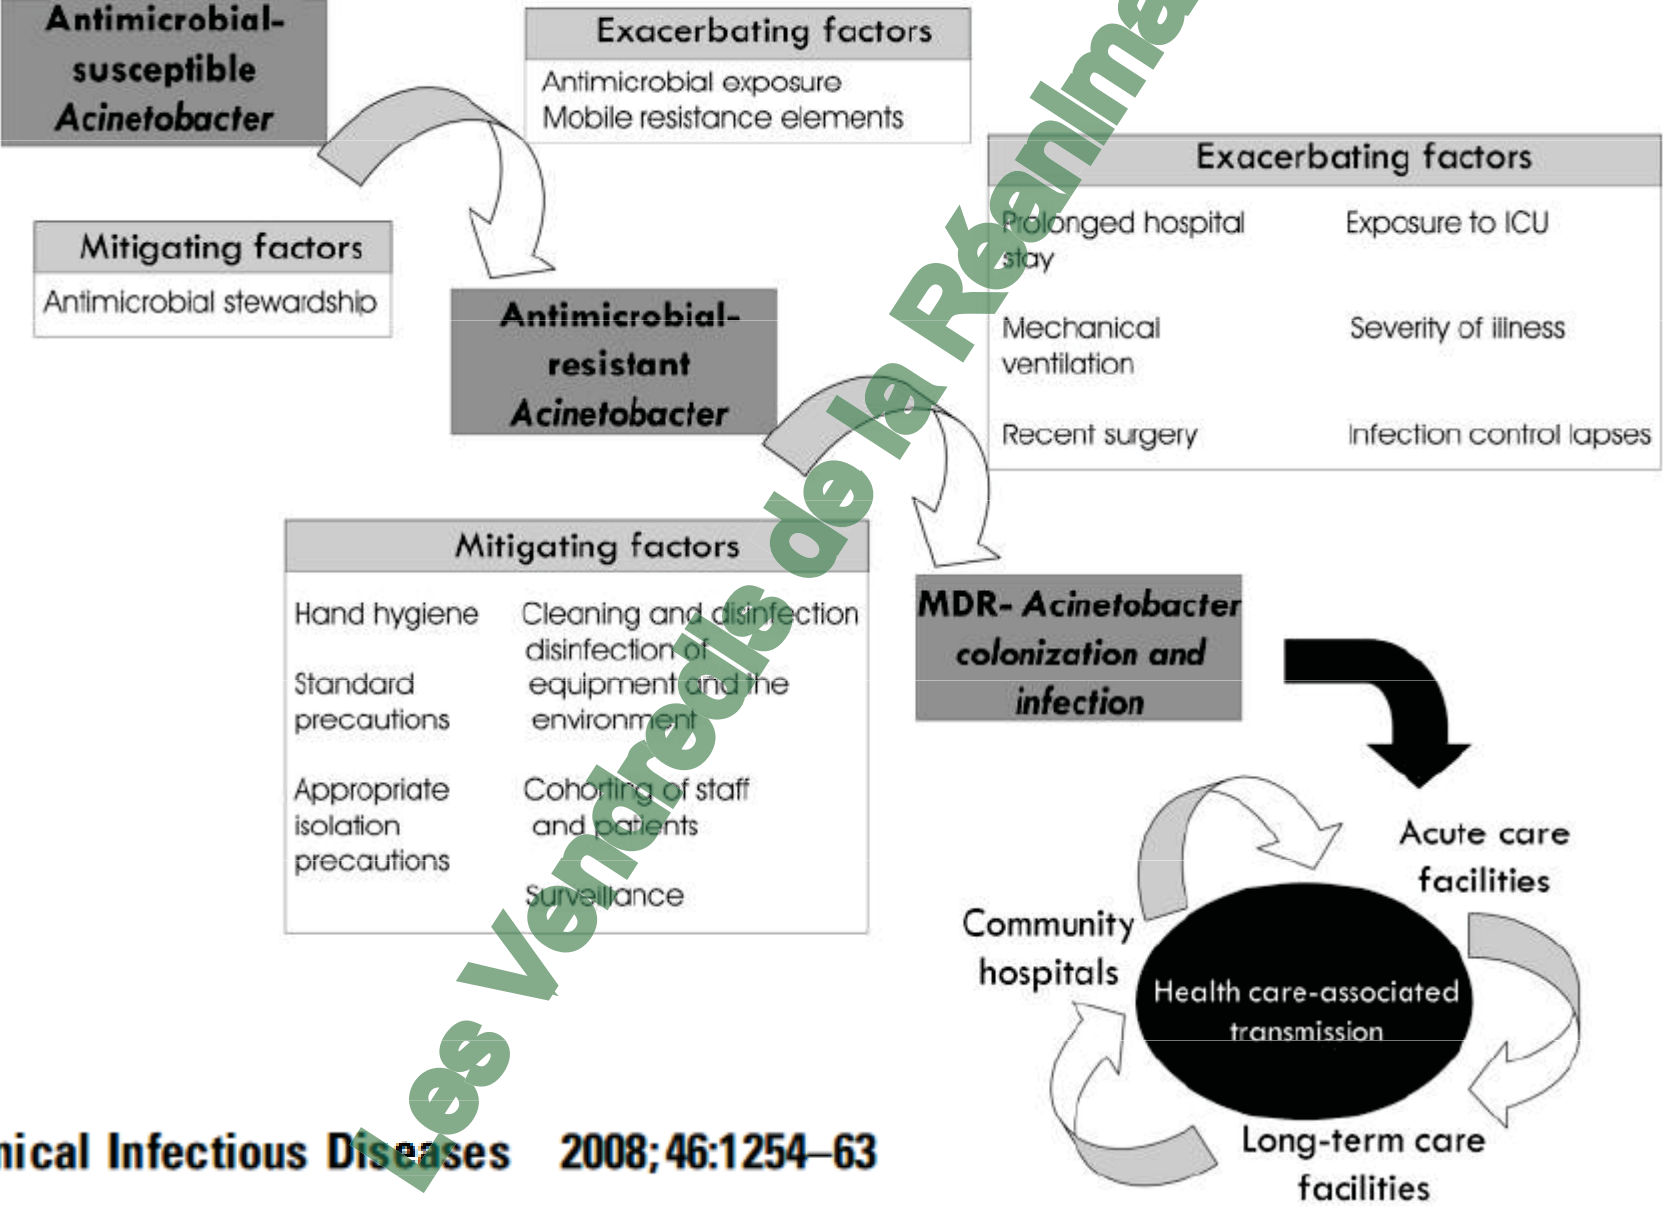 Antimicrobial-
susceptible
Acinetobacter
Exacerbating factors
Antimicrobial exposure
Mobile resistance elements
Mitigating factors
Antimicrobial stewardship
Antimicrobial-
resistant
Acinetobacter
Exacerbating factors
Prolonged hospital
stay
Exposure to ICU
Mechanical
ventilation
Severity of illness
Recent surgery
Infection control lapses
Mitigating factors
Hand hygiene
Standard
precautions
Appropriate
isolation
precautions
Cleaning and disinfection
disinfection of
equipment and the
environment
Cohorting of staff
and patients
Surveillance
MDR- Acinetobacter
colonization and
infection
Acute care
facilities
Community
hospitals
Health care-associated
transmission
Long-term care
facilities
Infectious Diseases 2008; 46:1254–63
Les Vendredis de la